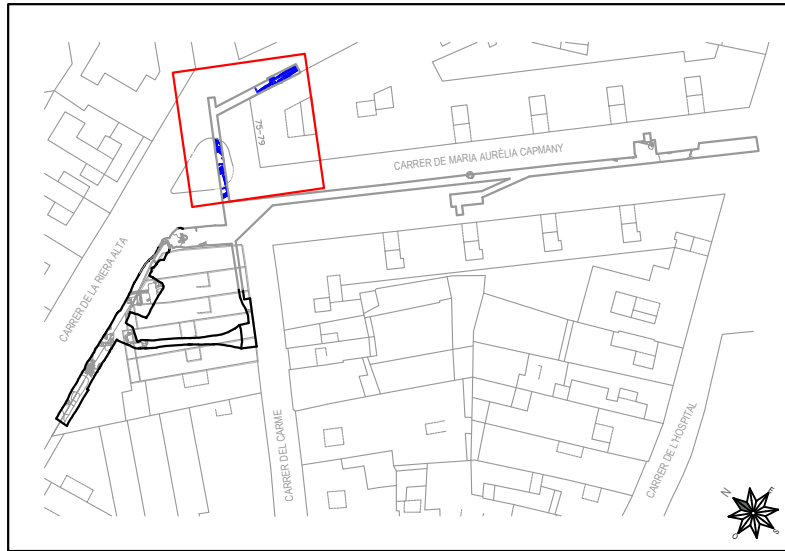 75-79
CARRER DE MARIA AURÈLIA CAPMANY
CARRER DE LA RIERA ALTA
CARRER DEL CARME
CARRER DE L'HOSPITAL
N
E
O
S